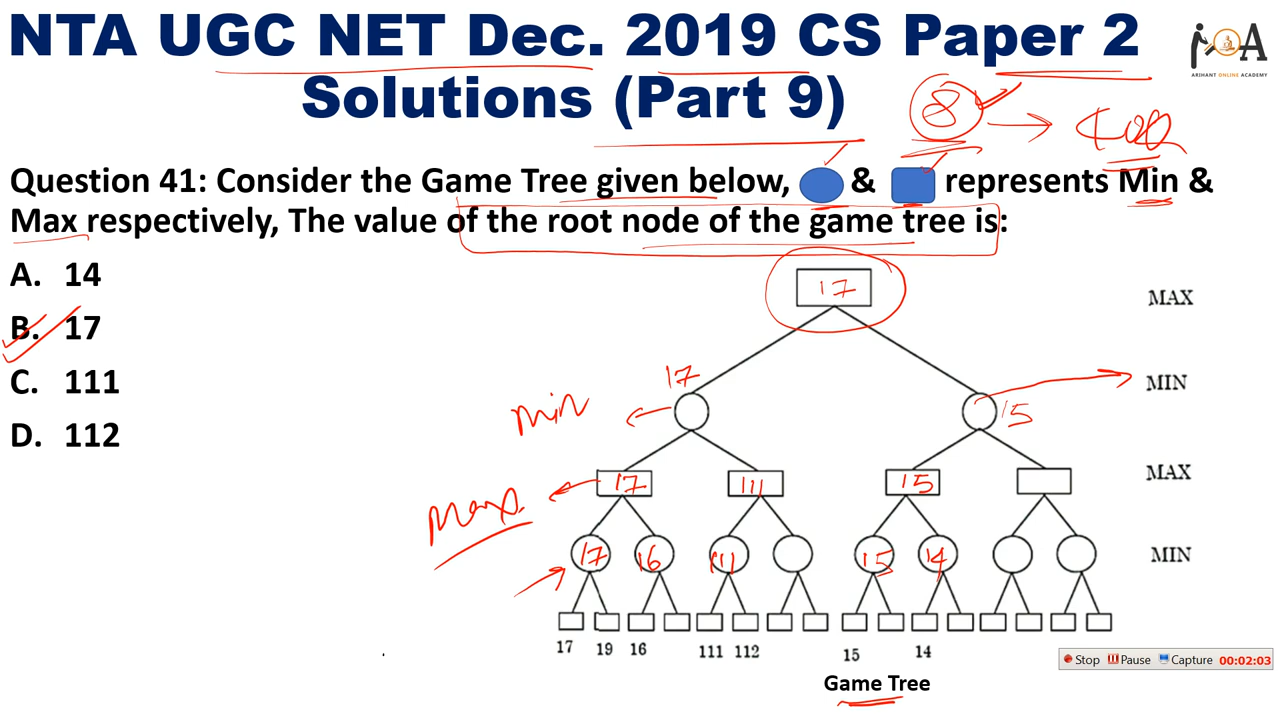 NTA UGC NET Dec. 2019 CS Paper 2
Solutions (Part 9)
ARIHANT ONLINE ACADEMY
8
Question 41: Consider the Game Tree given below, & represents Min &
Max respectively, The value of the root node of the game tree is:
A. 14
B. 17
C. 111
D. 112
17 MAX
17 15 MIN
Min
17 111 15 MAX
Max
17 16 111 15 14 MIN
17 19 16 111 112 15 14
Game Tree
Stop Pause Capture 00:02:03